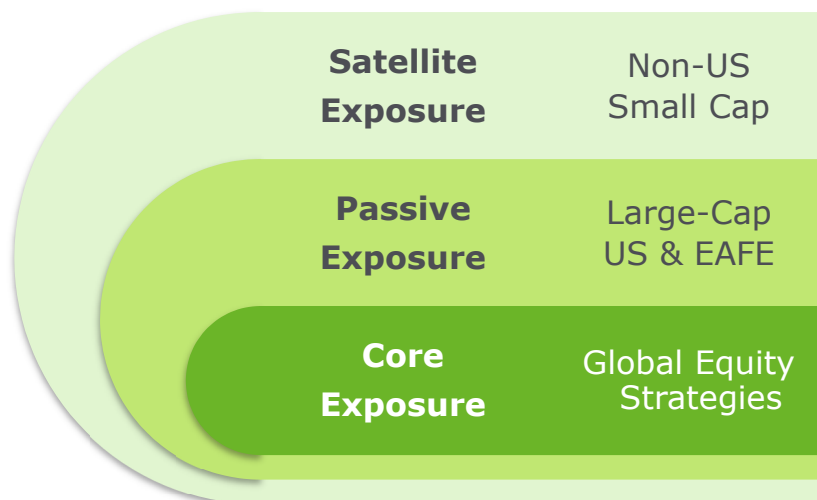 Satellite
Exposure
Non-US
Small Cap
Passive
Exposure
Large-Cap
US & EAFE
Core
Exposure
Global Equity
Strategies